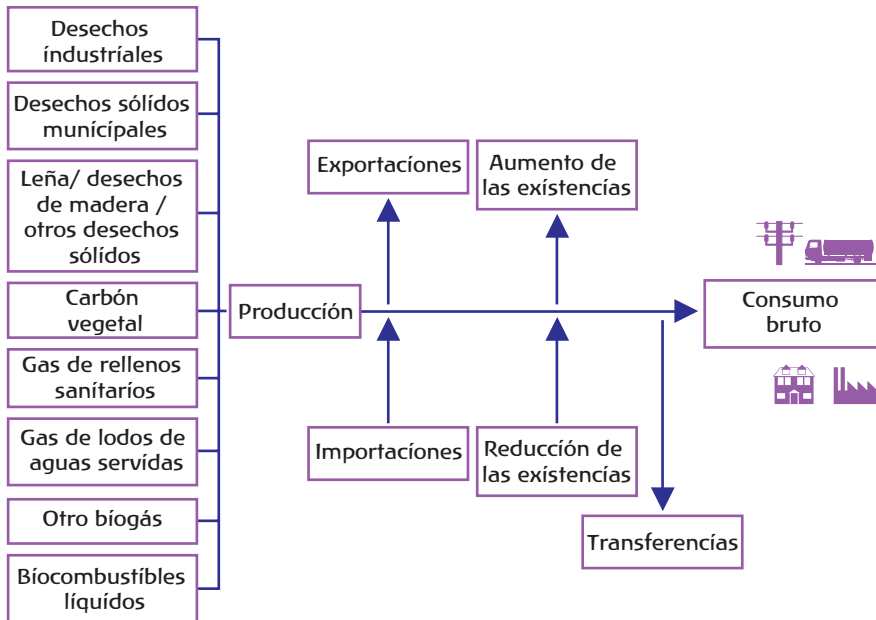 Desechos
industriales
Desechos sólidos
municipales
Leña/ desechos
de madera /
otros desechos
sólidos
Carbón
vegetal
Gas de rellenos
sanitarios
Gas de lodos de
aguas servidas
Otro biogás
Biocombustibles
líquidos
Producción
Exportaciones
Importaciones
Aumento de
las existencias
Reducción de
las existencias
Transferencias
Consumo
bruto